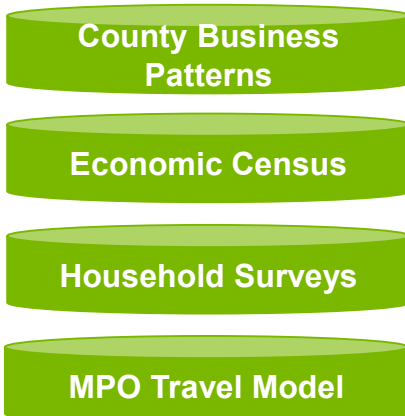 County Business
Patterns
Economic Census
Household Surveys
MPO Travel Model